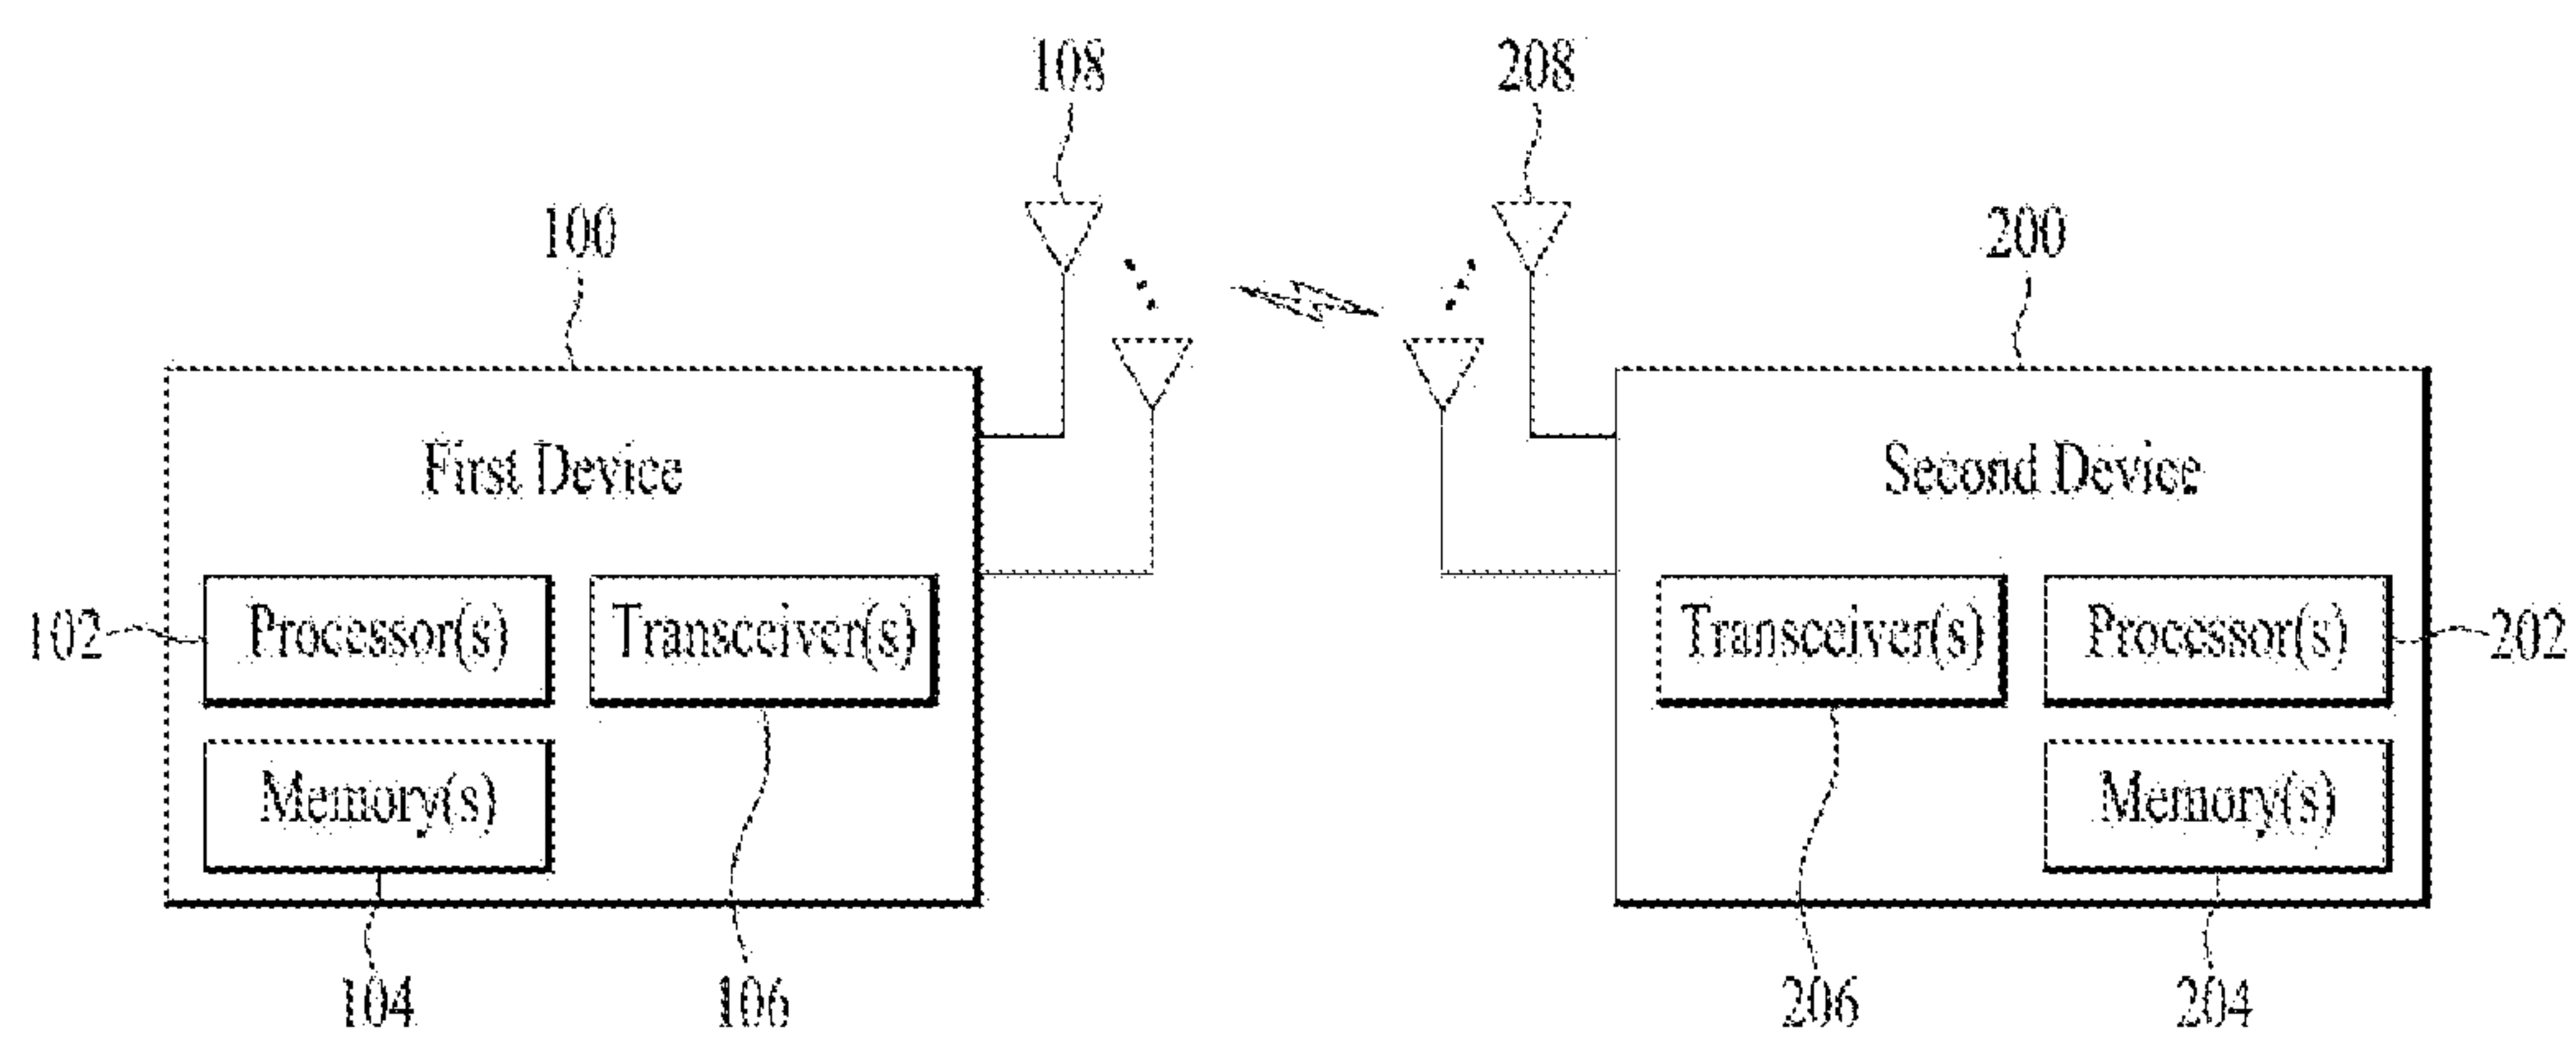 108 208
100 200
First Device Second Device
102 Processor(s) Transceiver(s) Transceiver(s) Processor(s) 202
Memory(s) Memory(s)
104 106 206 204